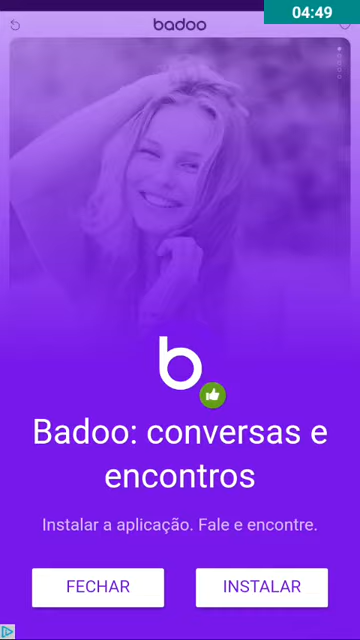 04:49
badoo
b
Badoo: conversas e
encontros
Instalar a aplicação. Fale e encontre.
FECHAR
INSTALAR